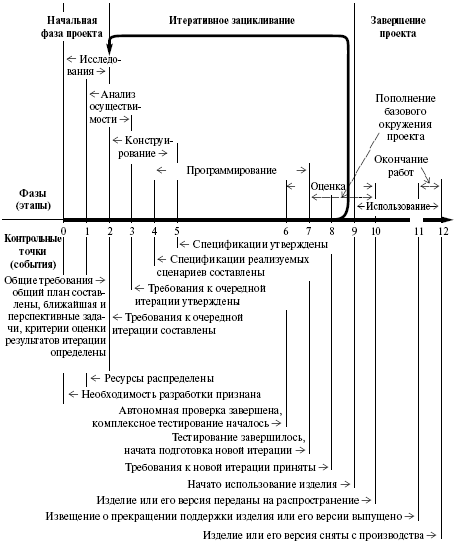 Начальная
фаза проекта
Итеративное зацикливание
Завершение
проекта
← Исследо-
вания →
← Анализ
осуществи-
мости →
← Конструи-
рование →
← Программирование →
Пополнение
базового
окружения
проекта
Окончание
работ
← Оценка →
← →
← Использование →
Фазы
(этапы)
0 1 2 3 4 5 6 7 8 9 10 11 12
Контрольные
точки
(события)
← Спецификации утверждены
← Спецификации реализуемых
сценариев составлены
Общие требования →
общий план состав-
лены, ближайшая и
перспективные зада-
чи, критерии оценки
результатов итерации
определены
← Требования к очередной
итерации утверждены
← Требования к очередной
итерации составлены
← Ресурсы распределены
← Необходимость разработки признана
Автономная проверка завершена,
комплексное тестирование началось →
Тестирование завершилось,
начата подготовка новой итерации →
Требования к новой итерации приняты →
Начато использование изделия →
Изделие или его версия переданы на распространение →
Извещение о прекращении поддержки изделия или его версии выпущено →
Изделие или его версия сняты с производства →